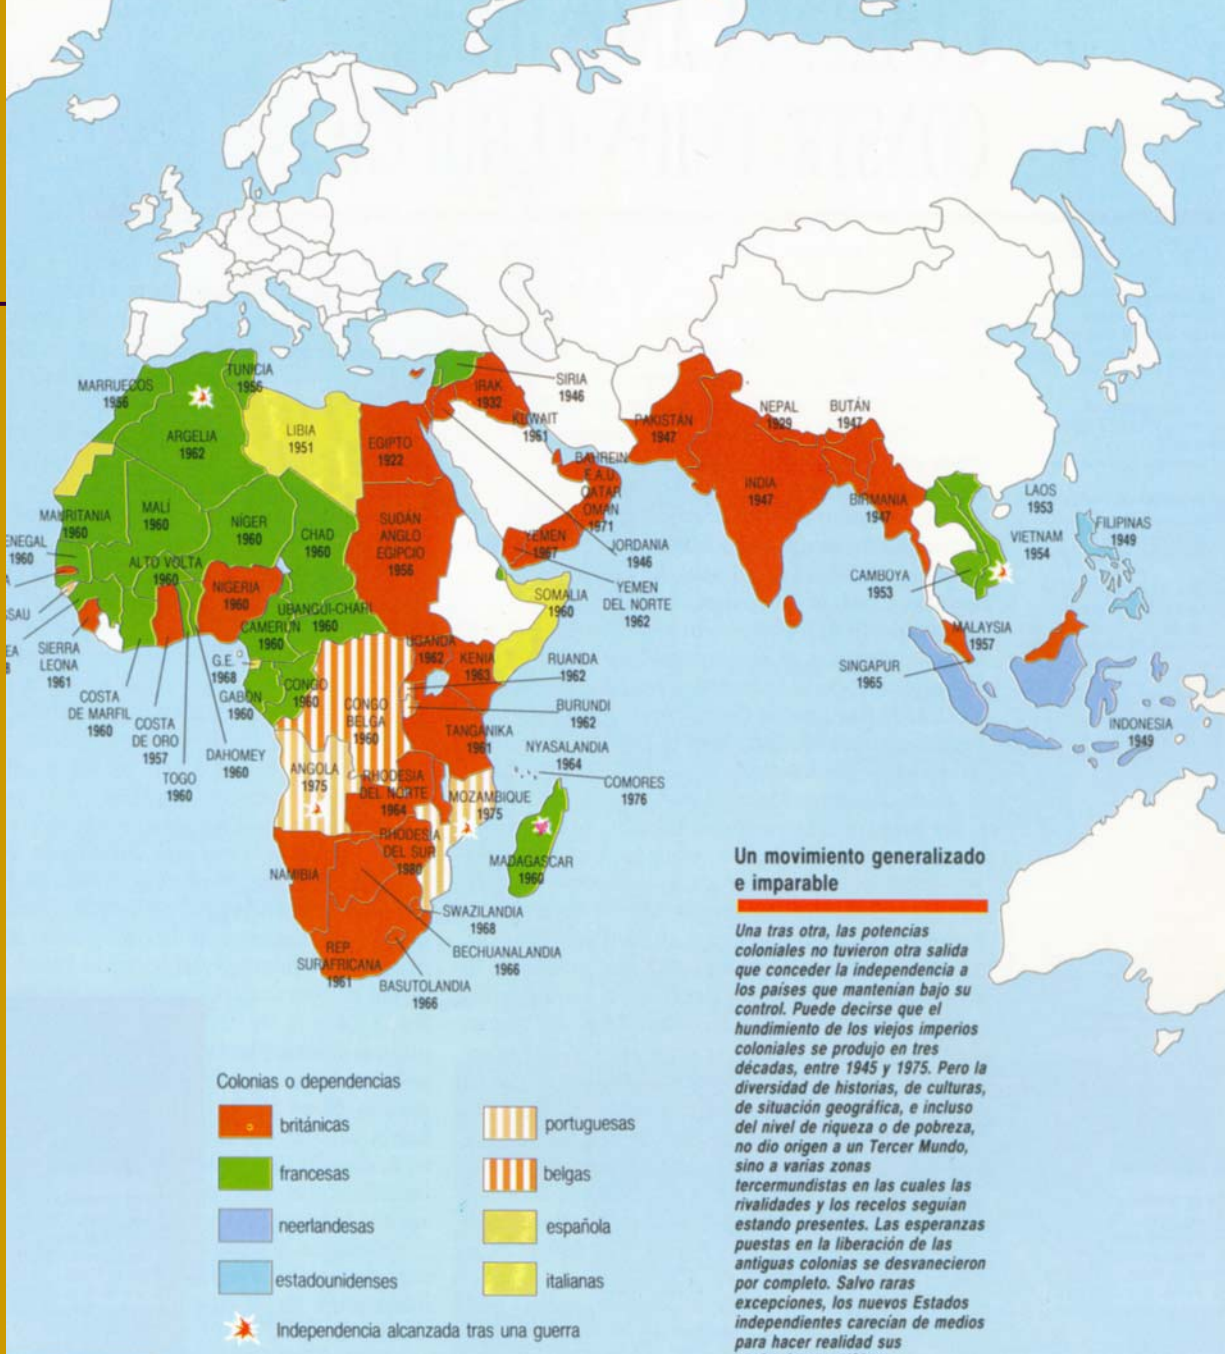 MARRUECOS
1956
TUNICIA
1956
ARGELIA
1962
LIBIA
1951
EGIPTO
1922
SIRIA
1946
IRAK
1932
KUWAIT
1961
BAHREIN
E.A.U.
QATAR
OMÁN
1971
PAKISTÁN
1947
NEPAL
1929
BUTÁN
1947
INDIA
1947
BIRMANIA
1947
LAOS
1953
VIETNAM
1954
FILIPINAS
1949
CAMBOYA
1953
MALAYSIA
1957
SINGAPUR
1965
INDONESIA
1949
MAURITANIA
1960
MALÍ
1960
NÍGER
1960
CHAD
1960
SUDÁN
ANGLO
EGIPCIO
1956
YEMEN
1967
JORDANIA
1946
YEMEN
DEL NORTE
1962
ENEGAL
1960
A
ALTO VOLTA
1960
NIGERIA
1960
UBANGUI-CHARI
1960
CAMERÚN
1960
SOMALIA
1960
SSAU
EA
8
SIERRA
LEONA
1961
COSTA
DE MARFIL
1960
COSTA
DE ORO
1957
TOGO
1960
DAHOMEY
1960
G.E.
1968
GABÓN
1960
CONGO
1960
CONGO
BELGA
1960
UGANDA
1962
KENIA
1963
RUANDA
1962
BURUNDI
1962
TANGANIKA
1961
NYASALANDIA
1964
COMORES
1976
ANGOLA
1975
RHODESIA
DEL NORTE
1964
MOZAMBIQUE
1975
RHODESIA
DEL SUR
1980
MADAGASCAR
1960
NAMIBIA
SWAZILANDIA
1968
BECHUANALANDIA
1966
REP.
SURAFRICANA
1961
BASUTOLANDIA
1966
Colonias o dependencias
británicas
francesas
neerlandesas
estadounidenses
portuguesas
belgas
española
italianas
Independencia alcanzada tras una guerra
Un movimiento generalizado
e imparable
Una tras otra, las potencias
coloniales no tuvieron otra salida
que conceder la independencia a
los países que mantenían bajo su
control. Puede decirse que el
hundimiento de los viejos imperios
coloniales se produjo en tres
décadas, entre 1945 y 1975. Pero la
diversidad de historias, de culturas,
de situación geográfica, e incluso
del nivel de riqueza o de pobreza,
no dio origen a un Tercer Mundo,
sino a varias zonas
tercermundistas en las cuales las
rivalidades y los recelos seguían
estando presentes. Las esperanzas
puestas en la liberación de las
antiguas colonias se desvanecieron
por completo. Salvo raras
excepciones, los nuevos Estados
independientes carecían de medios
para hacer realidad sus